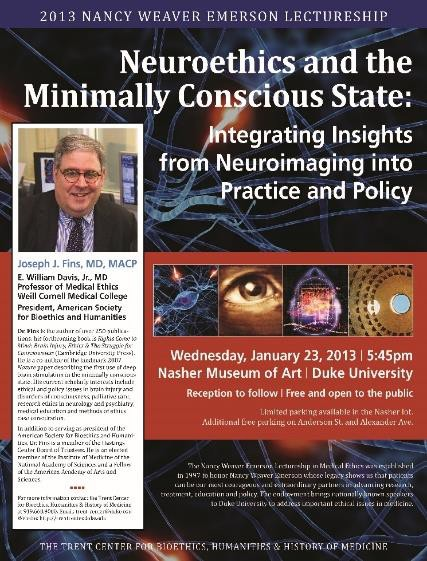 2013 NANCY WEAVER EMERSON LECTURESHIP
Neuroethics and the
Minimally Conscious State:
Integrating Insights
from Neuroimaging into
Practice and Policy
Joseph J. Fins, MD, MACP
E. William Davis, Jr., MD
Professor of Medical Ethics
Weill Cornell Medical College
President, American Society
for Bioethics and Humanities
Dr. Fins is the author of over 250 publica-
tions; his forthcoming book is Rights Come to
Mind: Brain Injury, Ethics & The Struggle for
Consciousness (Cambridge University Press).
He is a co-author of the landmark 2007
Nature paper describing the first use of deep
brain stimulation in the minimally conscious
state. His current scholarly interests include
ethical and policy issues in brain injury and
disorders of consciousness, palliative care,
research ethics in neurology and psychiatry,
medical education and methods of ethics
case consultation.
In addition to serving as president of the
American Society for Bioethics and Humani-
ties, Dr. Fins is a member of the Hastings
Center Board of Trustees. He is an elected
member of the Institute of Medicine of the
National Academy of Sciences and a Fellow
of the American Academy of Arts and
Sciences.
For more information contact the Trent Center
for Bioethics, Humanities & History of Medicine
Wednesday, January 23, 2013 | 5:45pm
Nasher Museum of Art | Duke University
Reception to follow | Free and open to the public
Limited parking available in the Nasher lot.
Additional free parking on Anderson St. and Alexander Ave.
The Nancy Weaver Emerson Lectureship in Medical Ethics was established
in 1997 to honor Nancy Weaver Emerson whose legacy shows us that patients
can be our most courageous and extraordinary partners in advancing research,
treatment, education and policy. The endowment brings nationally known speakers
to Duke University to address important ethical issues in medicine.
THE TRENT CENTER FOR BIOETHICS, HUMANITIES & HISTORY OF MEDICINE